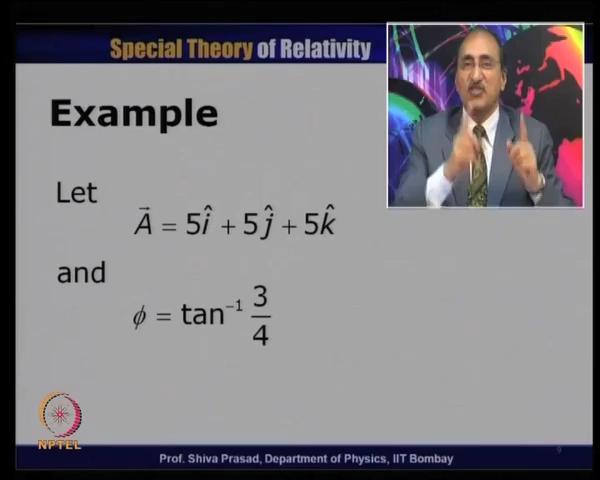 Special Theory of Relativity
Example
Let
A⃗ = 5î + 5ĵ + 5k̂
and
ϕ = tan⁻¹ 3/4
NPTEL
Prof. Shiva Prasad, Department of Physics, IIT Bombay
9